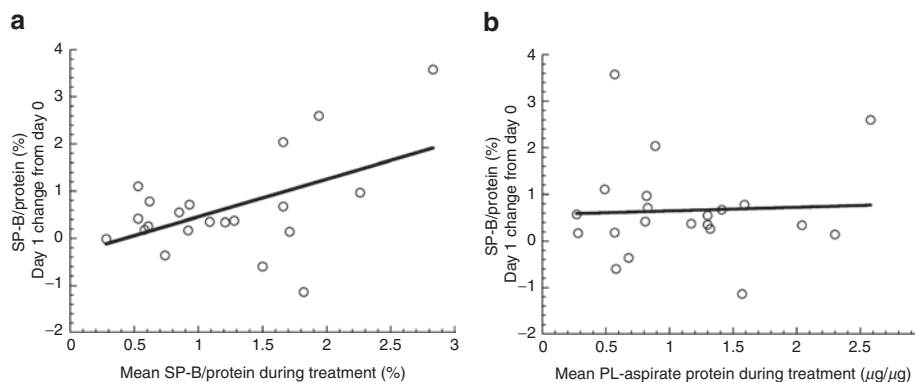 a
SP-B/protein (%)
Day 1 change from day 0
4
3
2
1
0
−1
−2
0 0.5 1 1.5 2 2.5 3
Mean SP-B/protein during treatment (%)
b
SP-B/protein (%)
Day 1 change from day 0
4
3
2
1
0
−1
−2
0 0.5 1 1.5 2 2.5
Mean PL-aspirate protein during treatment (μg/μg)